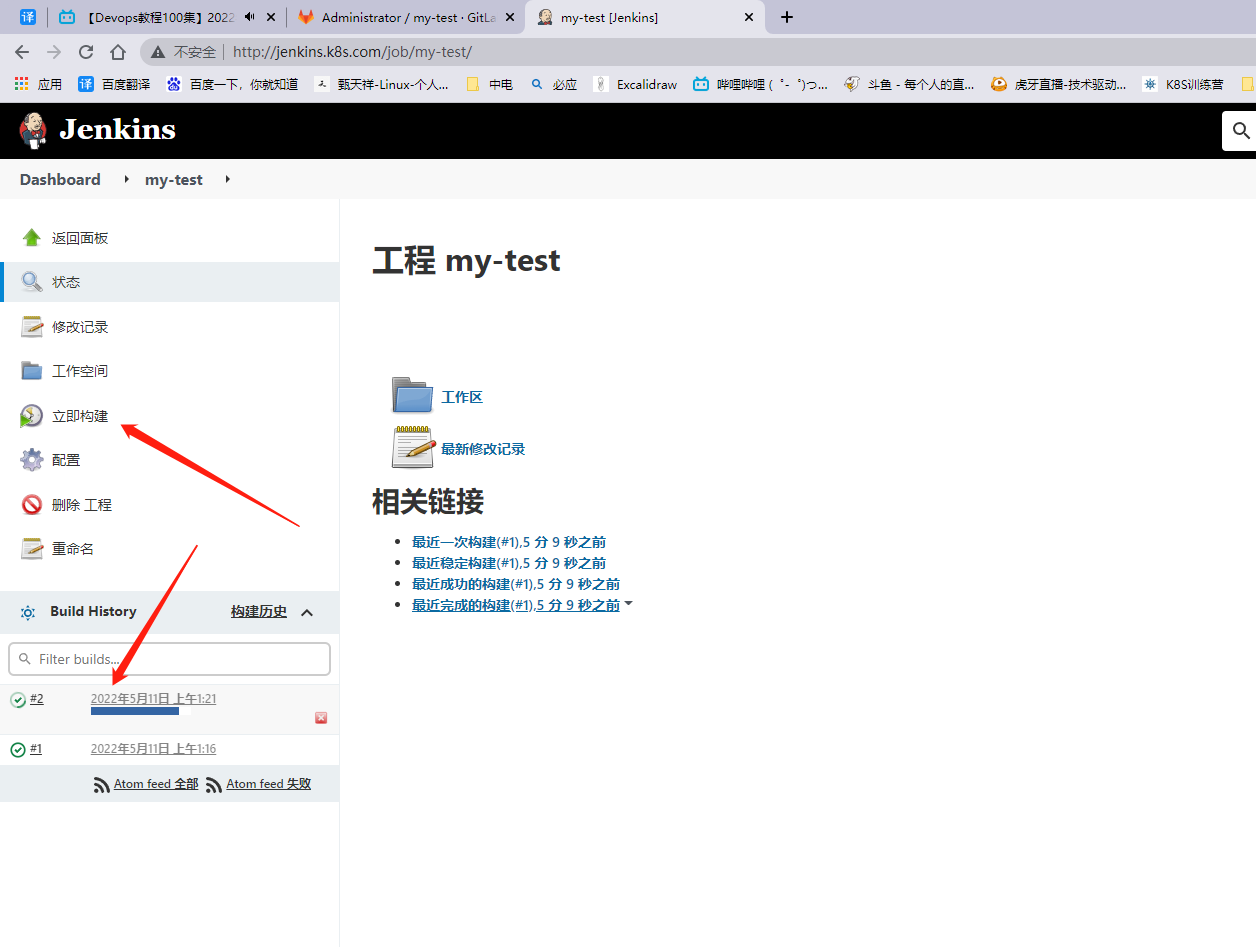 译
【Devops教程100集】2022
Administrator / my-test · GitLa
my-test [Jenkins]
不安全
http://jenkins.k8s.com/job/my-test/
应用
译
百度翻译
百度一下，你就知道
甄天祥-Linux-个人...
中电
必应
Excalidraw
哔哩哔哩 ( ゜- ゜)つ...
斗鱼 - 每个人的直...
虎牙直播-技术驱动...
K8S训练营
Jenkins
Dashboard
my-test
返回面板
状态
修改记录
工作空间
立即构建
配置
删除 工程
重命名
Build History
构建历史
Filter builds...
#2
2022年5月11日 上午1:21
#1
2022年5月11日 上午1:16
Atom feed 全部
Atom feed 失败
工程 my-test
工作区
最新修改记录
相关链接
最近一次构建(#1),5 分 9 秒之前
最近稳定构建(#1),5 分 9 秒之前
最近成功的构建(#1),5 分 9 秒之前
最近完成的构建(#1),5 分 9 秒之前